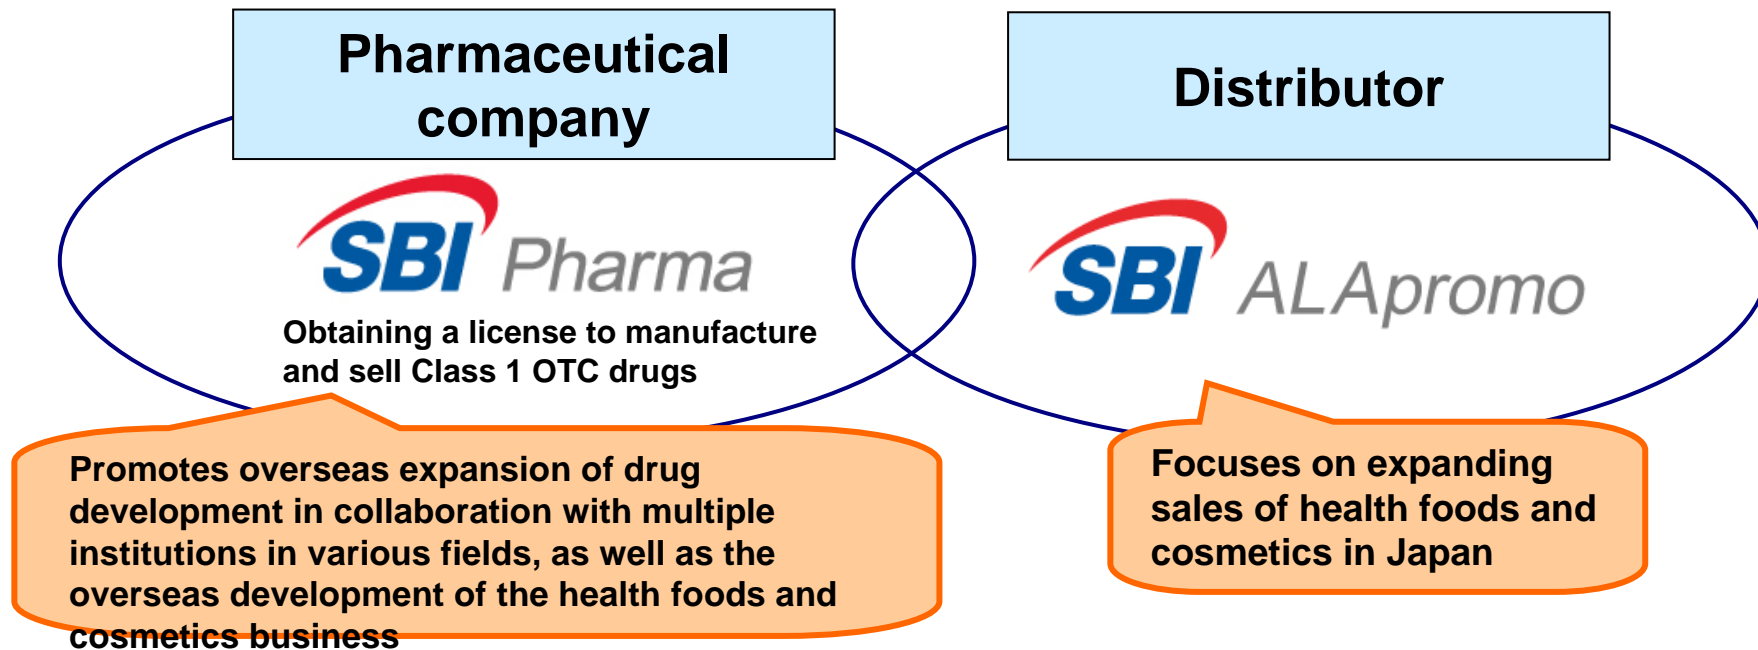 Pharmaceutical
company
SBI Pharma
Obtaining a license to manufacture
and sell Class 1 OTC drugs
Promotes overseas expansion of drug
development in collaboration with multiple
institutions in various fields, as well as the
overseas development of the health foods and
cosmetics business
Distributor
SBI ALApromo
Focuses on expanding
sales of health foods and
cosmetics in Japan